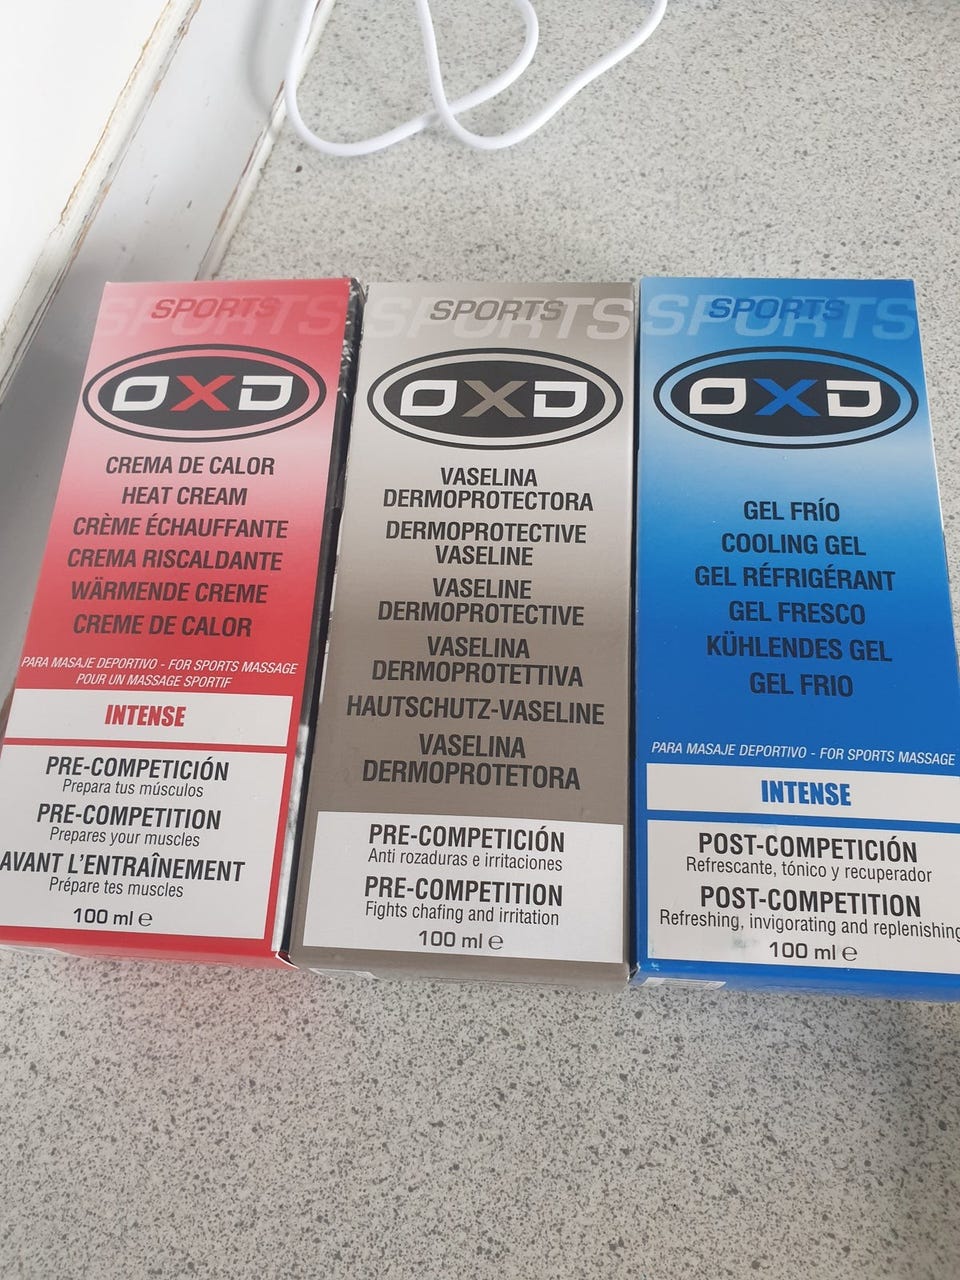 SPORTS
SPORTS
OXD
CREMA DE CALOR
HEAT CREAM
CRÈME ÉCHAUFFANTE
CREMA RISCALDANTE
WÄRMENDE CREME
CREME DE CALOR
PARA MASAJE DEPORTIVO - FOR SPORTS MASSAGE
POUR UN MASSAGE SPORTIF
INTENSE
PRE-COMPETICIÓN
Prepara tus músculos
PRE-COMPETITION
Prepares your muscles
AVANT L'ENTRAÎNEMENT
Prépare tes muscles
100 ml e
SPORTS
SPORTS
OXD
VASELINA
DERMOPROTECTORA
DERMOPROTECTIVE
VASELINE
VASELINE
DERMOPROTECTIVE
VASELINA
DERMOPROTETTIVA
HAUTSCHUTZ-VASELINE
VASELINA
DERMOPROTETORA
PRE-COMPETICIÓN
Anti rozaduras e irritaciones
PRE-COMPETITION
Fights chafing and irritation
100 ml e
SPORTS
SPORTS
OXD
GEL FRÍO
COOLING GEL
GEL RÉFRIGÉRANT
GEL FRESCO
KÜHLENDES GEL
GEL FRIO
PARA MASAJE DEPORTIVO - FOR SPORTS MASSAGE
INTENSE
POST-COMPETICIÓN
Refrescante, tónico y recuperador
POST-COMPETITION
Refreshing, invigorating and replenishing
100 ml e